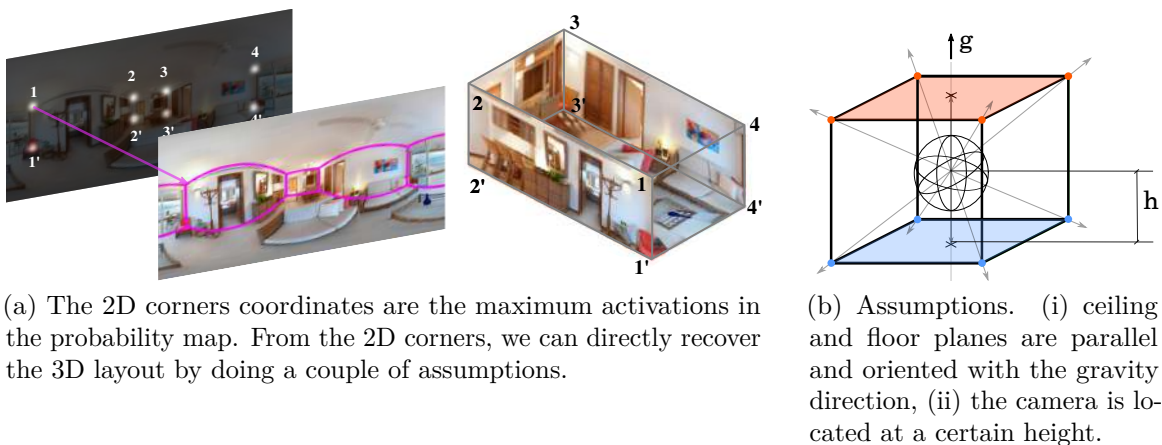 1
2
3
4
1'
2'
3'
4'
3
2
3'
4
1
2'
4'
1'
g
h
(a) The 2D corners coordinates are the maximum activations in
the probability map. From the 2D corners, we can directly recover
the 3D layout by doing a couple of assumptions.
(b) Assumptions. (i) ceiling
and floor planes are parallel
and oriented with the gravity
direction, (ii) the camera is lo-
cated at a certain height.